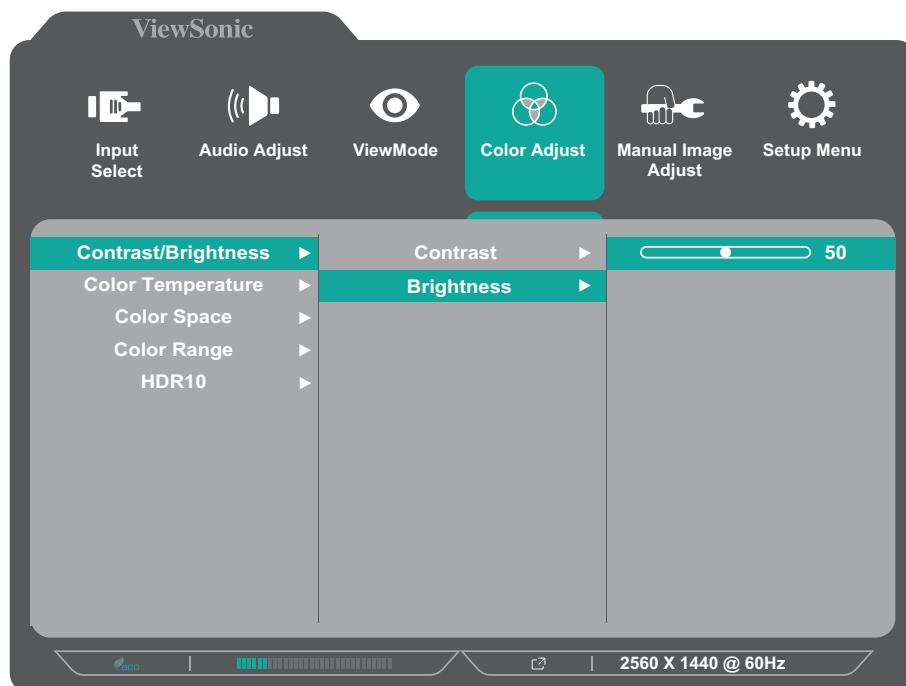 ViewSonic
Input Select
Audio Adjust
ViewMode
Color Adjust
Manual Image Adjust
Setup Menu
Contrast/Brightness
Contrast
50
Color Temperature
Brightness
Color Space
Color Range
HDR10
eco
2560 X 1440 @ 60Hz